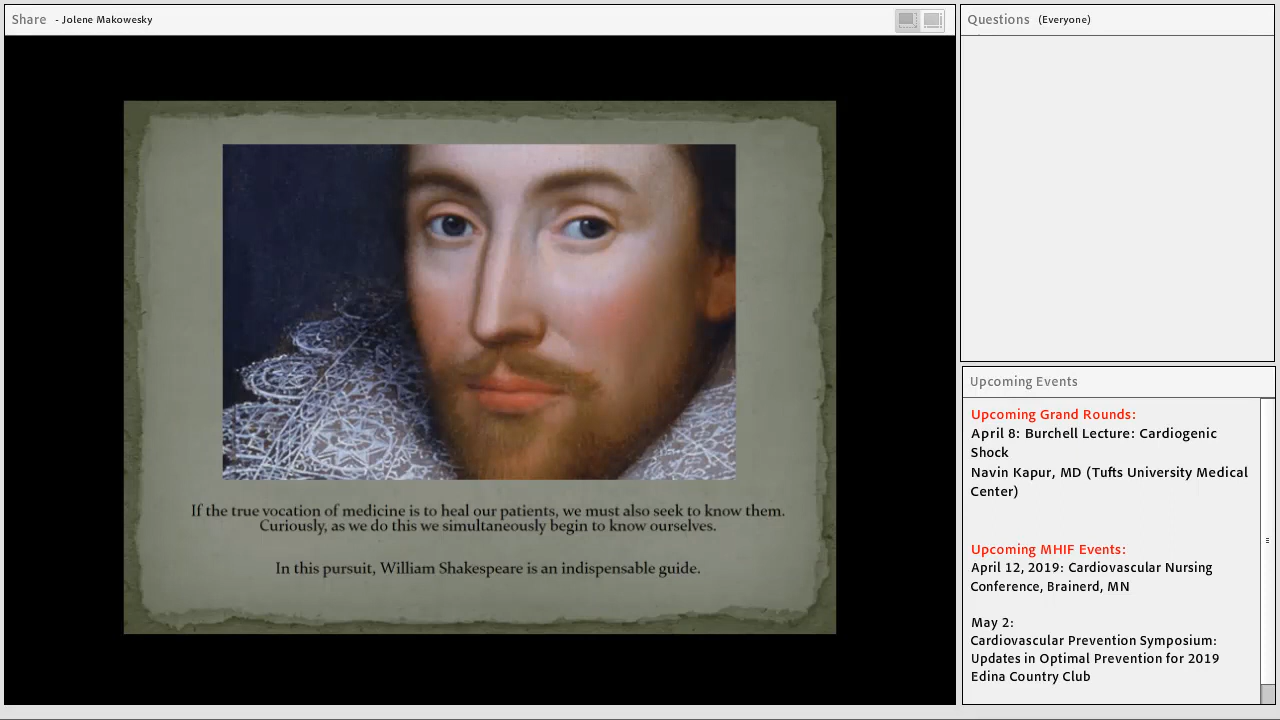 Share - Jolene Makowesky
If the true vocation of medicine is to heal our patients, we must also seek to know them.
Curiously, as we do this we simultaneously begin to know ourselves.
In this pursuit, William Shakespeare is an indispensable guide.
Questions (Everyone)
Upcoming Events
Upcoming Grand Rounds:
April 8: Burchell Lecture: Cardiogenic
Shock
Navin Kapur, MD (Tufts University Medical
Center)
Upcoming MHIF Events:
April 12, 2019: Cardiovascular Nursing
Conference, Brainerd, MN
May 2:
Cardiovascular Prevention Symposium:
Updates in Optimal Prevention for 2019
Edina Country Club